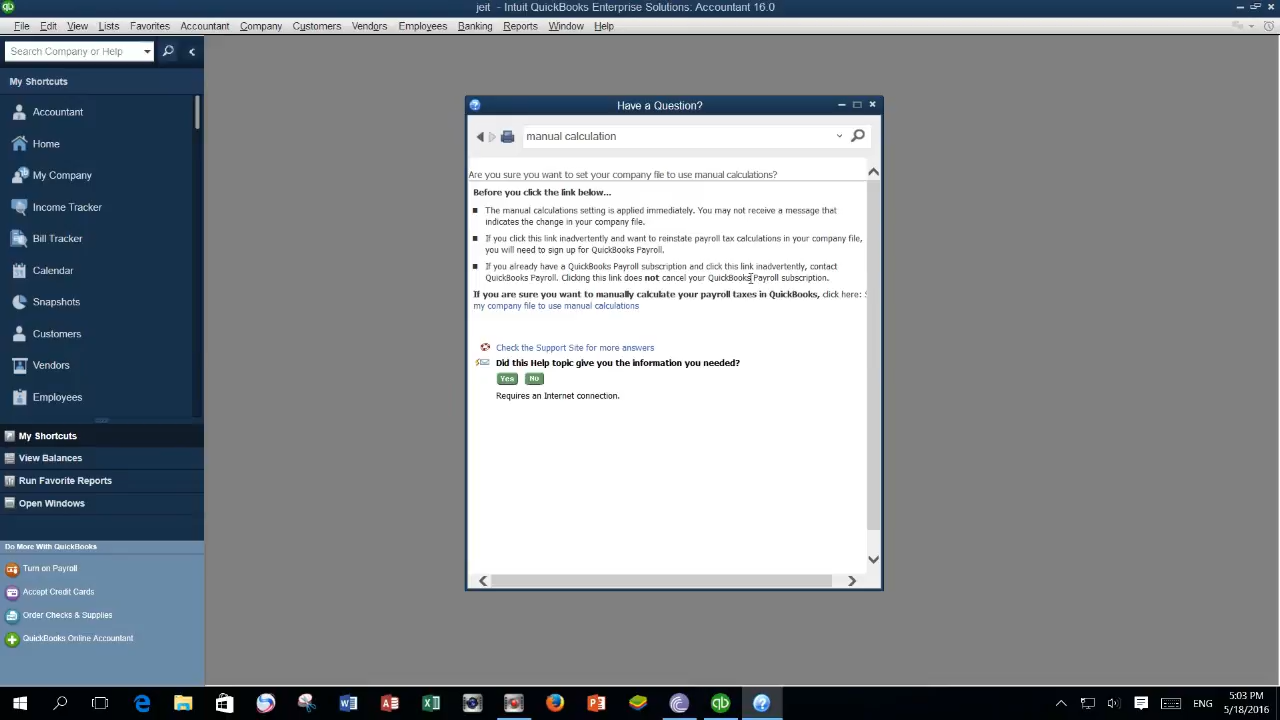 jeit - Intuit QuickBooks Enterprise Solutions: Accountant 16.0
File Edit View Lists Favorites Accountant Company Customers Vendors Employees Banking Reports Window Help
Search Company or Help
My Shortcuts
Accountant
Home
My Company
Income Tracker
Bill Tracker
Calendar
Snapshots
Customers
Vendors
Employees
My Shortcuts
View Balances
Run Favorite Reports
Open Windows
Do More With QuickBooks
Turn on Payroll
Accept Credit Cards
Order Checks & Supplies
QuickBooks Online Accountant
Have a Question?
manual calculation
Are you sure you want to set your company file to use manual calculations?
Before you click the link below...
The manual calculations setting is applied immediately. You may not receive a message that
indicates the change in your company file.
If you click this link inadvertently and want to reinstate payroll tax calculations in your company file,
you will need to sign up for QuickBooks Payroll.
If you already have a QuickBooks Payroll subscription and click this link inadvertently, contact
QuickBooks Payroll. Clicking this link does not cancel your QuickBooks Payroll subscription.
If you are sure you want to manually calculate your payroll taxes in QuickBooks, click here:
my company file to use manual calculations
Check the Support Site for more answers
Did this Help topic give you the information you needed?
Yes No
Requires an Internet connection.
ENG
5:03 PM
5/18/2016